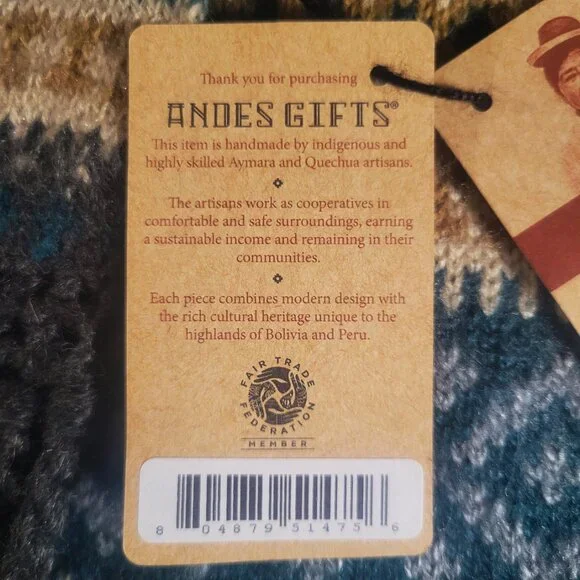 Thank you for purchasing
ANDES GIFTS®
This item is handmade by indigenous and
highly skilled Aymara and Quechua artisans.
The artisans work as cooperatives in
comfortable and safe surroundings, earning
a sustainable income and remaining in their
communities.
Each piece combines modern design with
the rich cultural heritage unique to the
highlands of Bolivia and Peru.
FAIR TRADE
FEDERATION
MEMBER
8 04879 51475 6